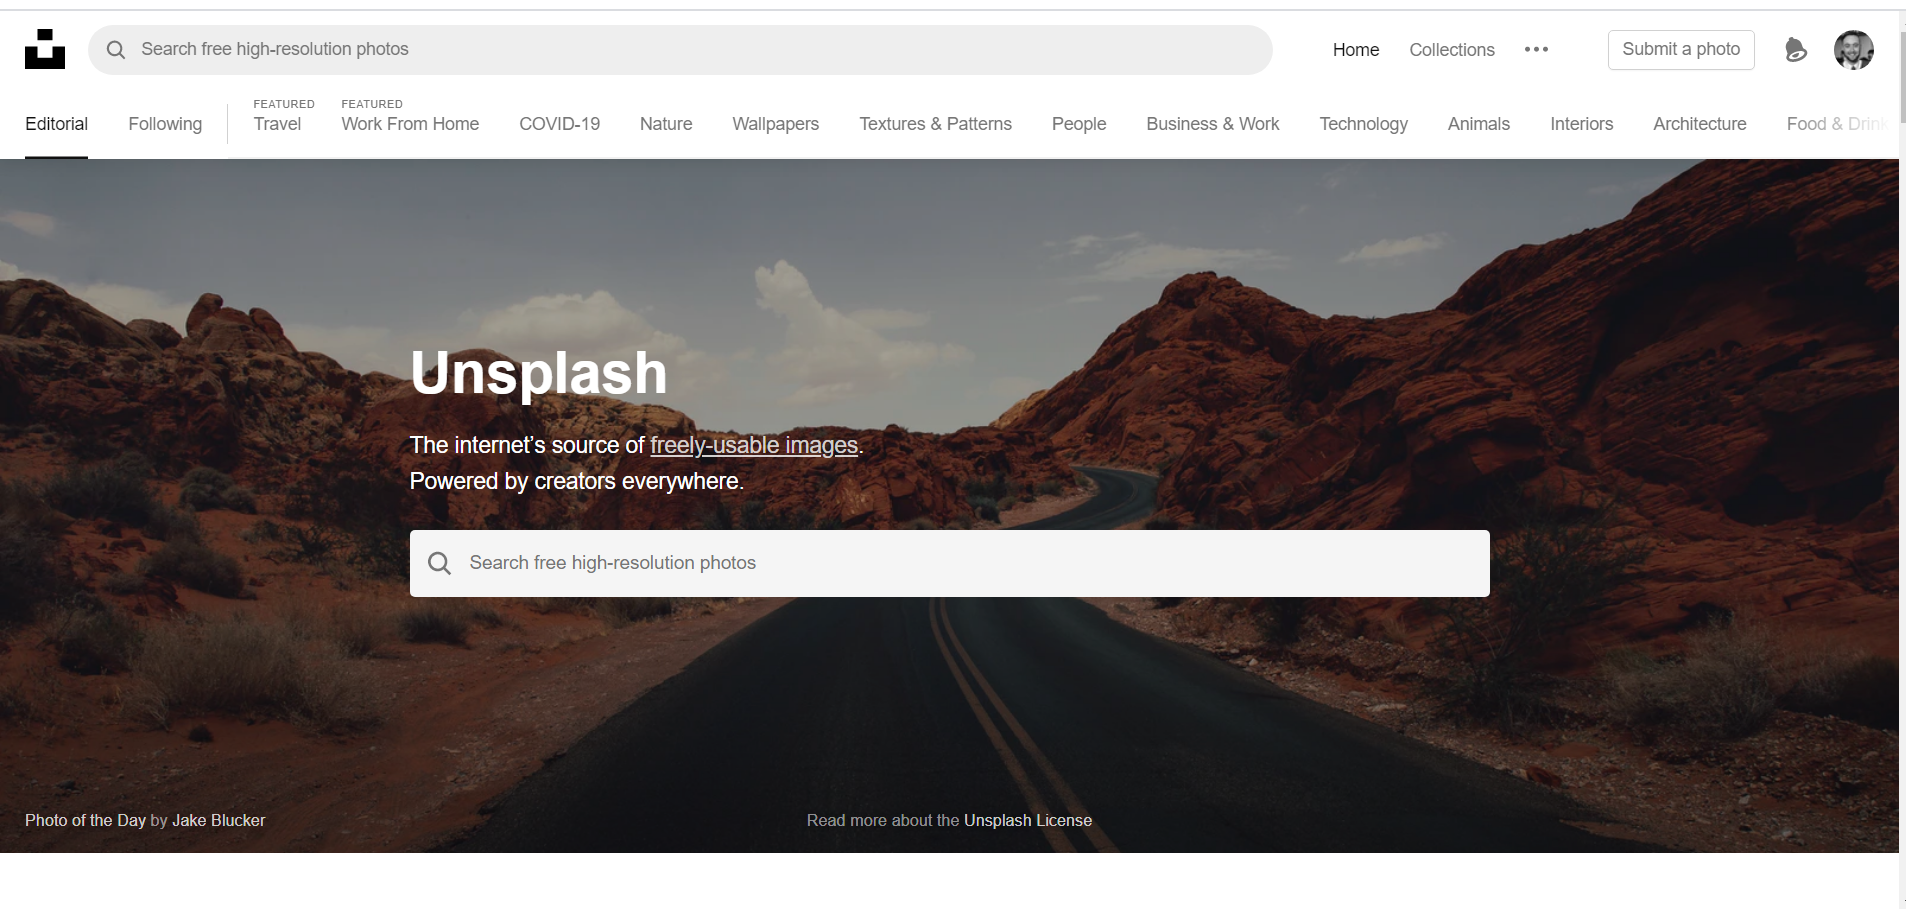 Search free high-resolution photos
Home
Collections
Submit a photo
Editorial
Following
FEATURED
Travel
FEATURED
Work From Home
COVID-19
Nature
Wallpapers
Textures & Patterns
People
Business & Work
Technology
Animals
Interiors
Architecture
Food & Drink
Unsplash
The internet’s source of freely-usable images.
Powered by creators everywhere.
Search free high-resolution photos
Photo of the Day by Jake Blucker
Read more about the Unsplash License